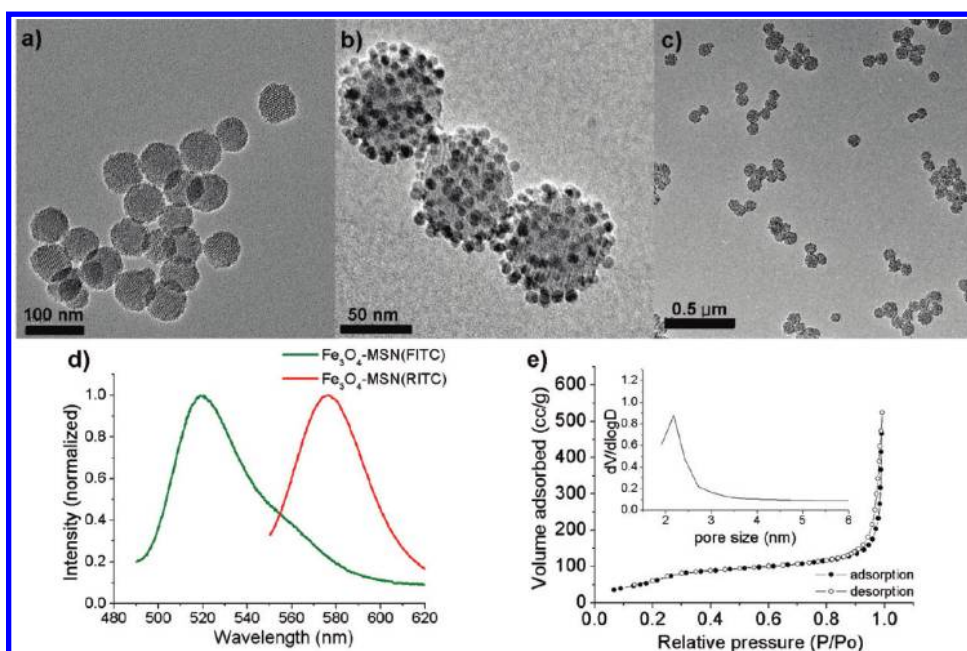 a)
100 nm
b)
50 nm
c)
0.5 µm
d)
Fe₃O₄-MSN(FITC)
Fe₃O₄-MSN(RITC)
Intensity (normalized)
1.0
0.8
0.6
0.4
0.2
0.0
480 500 520 540 560 580 600 620
Wavelength (nm)
e)
Volume adsorbed (cc/g)
600
500
400
300
200
100
0
0.0 0.2 0.4 0.6 0.8 1.0
Relative pressure (P/Po)
dV/dlogD
1.2
1.0
0.8
0.6
0.4
0.2
0.0
2 3 4 5 6
pore size (nm)
adsorption
desorption